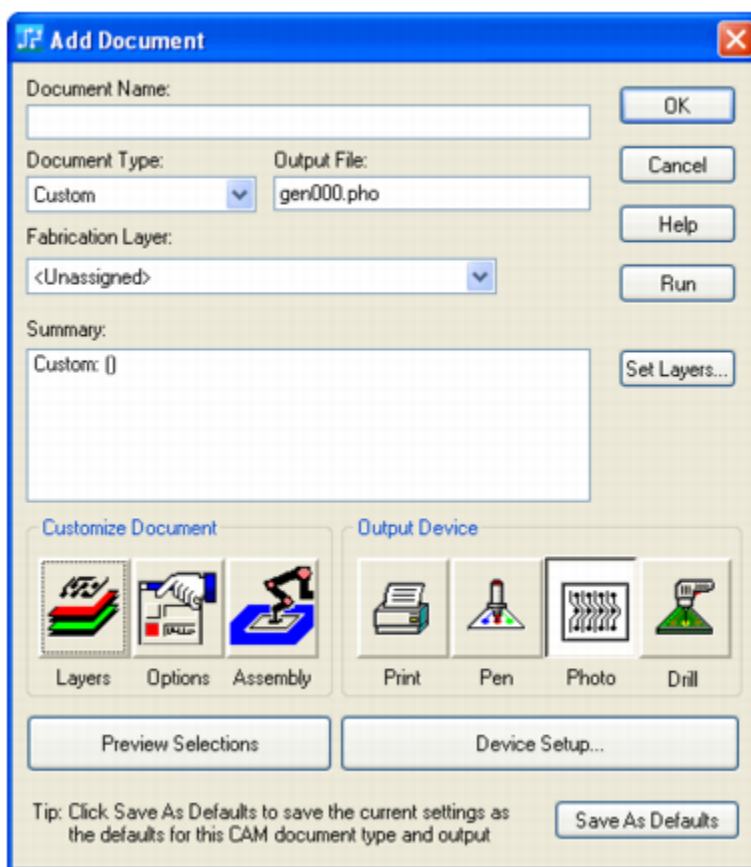 Add Document
Document Name:
OK
Document Type:
Output File:
Cancel
Custom
gen000.pho
Help
Fabrication Layer:
<Unassigned>
Run
Summary:
Custom: ()
Set Layers...
Customize Document
Output Device
Layers
Options
Assembly
Print
Pen
Photo
Drill
Preview Selections
Device Setup...
Tip: Click Save As Defaults to save the current settings as
the defaults for this CAM document type and output
Save As Defaults